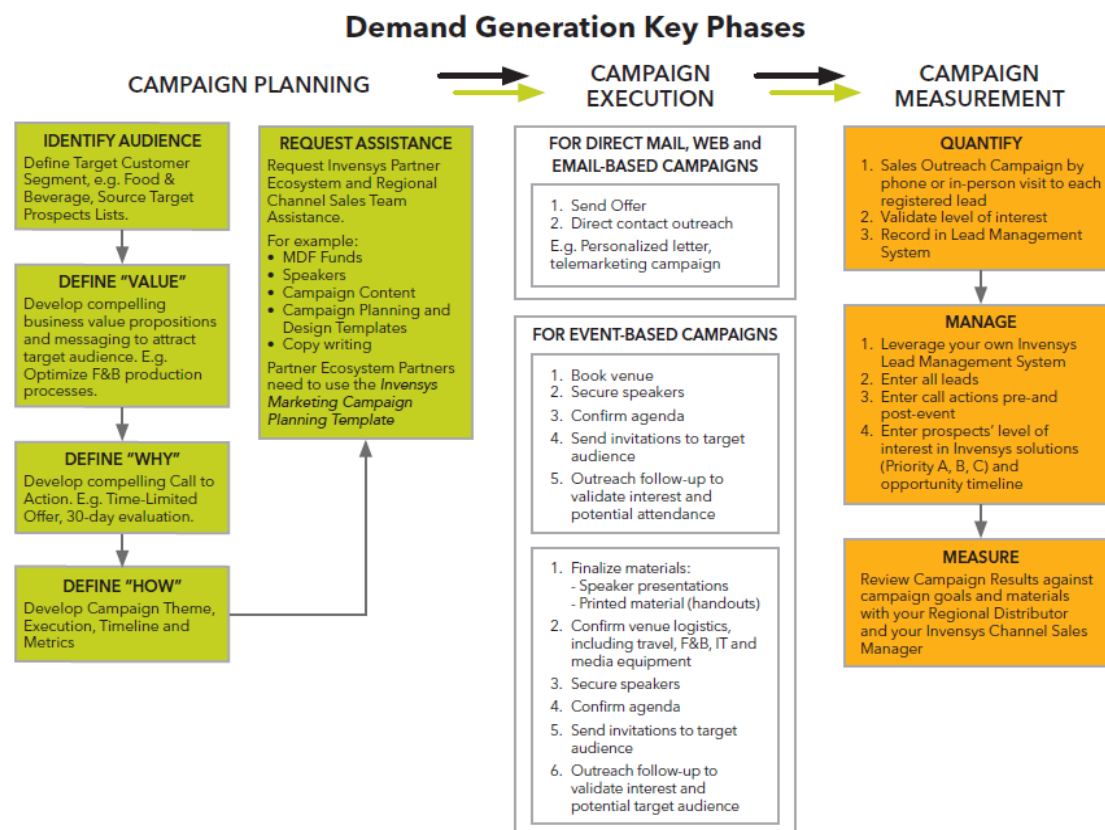 Demand Generation Key Phases
CAMPAIGN PLANNING
IDENTIFY AUDIENCE
Define Target Customer
Segment, e.g. Food &
Beverage, Source Target
Prospects Lists.
DEFINE "VALUE"
Develop compelling
business value propositions
and messaging to attract
target audience. E.g.
Optimize F&B production
processes.
DEFINE "WHY"
Develop compelling Call to
Action. E.g. Time-Limited
Offer, 30-day evaluation.
DEFINE "HOW"
Develop Campaign Theme,
Execution, Timeline and
Metrics
REQUEST ASSISTANCE
Request Invensys Partner
Ecosystem and Regional
Channel Sales Team
Assistance.
For example:
• MDF Funds
• Speakers
• Campaign Content
• Campaign Planning and
Design Templates
• Copy writing
Partner Ecosystem Partners
need to use the Invensys
Marketing Campaign
Planning Template
CAMPAIGN
EXECUTION
FOR DIRECT MAIL, WEB and
EMAIL-BASED CAMPAIGNS
1. Send Offer
2. Direct contact outreach
E.g. Personalized letter,
telemarketing campaign
FOR EVENT-BASED CAMPAIGNS
1. Book venue
2. Secure speakers
3. Confirm agenda
4. Send invitations to target
audience
5. Outreach follow-up to
validate interest and
potential attendance
1. Finalize materials:
- Speaker presentations
- Printed material (handouts)
2. Confirm venue logistics,
including travel, F&B, IT and
media equipment
3. Secure speakers
4. Confirm agenda
5. Send invitations to target
audience
6. Outreach follow-up to
validate interest and
potential target audience
CAMPAIGN
MEASUREMENT
QUANTIFY
1. Sales Outreach Campaign by
phone or in-person visit to each
registered lead
2. Validate level of interest
3. Record in Lead Management
System
MANAGE
1. Leverage your own Invensys
Lead Management System
2. Enter all leads
3. Enter call actions pre-and
post-event
4. Enter prospects' level of
interest in Invensys solutions
(Priority A, B, C) and
opportunity timeline
MEASURE
Review Campaign Results against
campaign goals and materials
with your Regional Distributor
and your Invensys Channel Sales
Manager